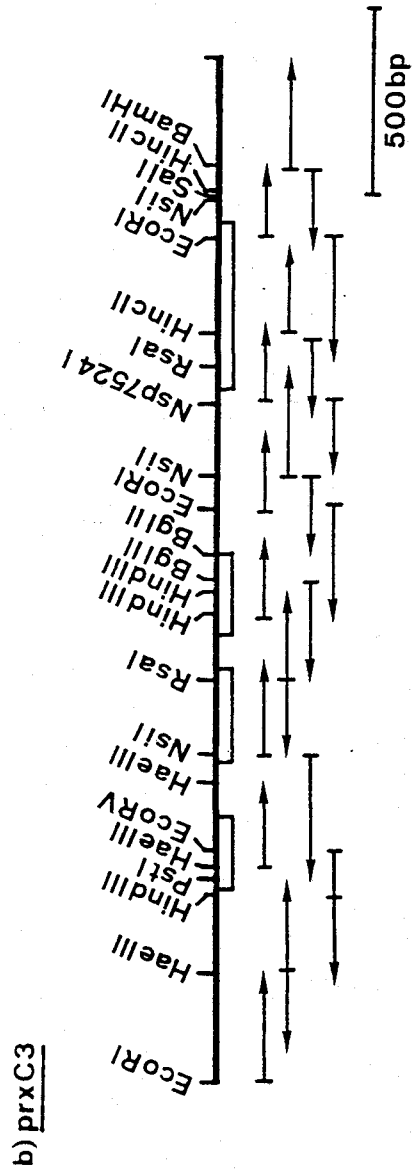 b) prxC3
EcoRI
HaeIII
HindIII
PstI
HaeIII
EcoRV
HaeIII
NsiI
RsaI
HindIII
HindIII
BglII
BglII
EcoRI
NsiI
Nsp7524 I
RsaI
HincII
EcoRI
NsiI
SalI
HincII
BamHI
500bp